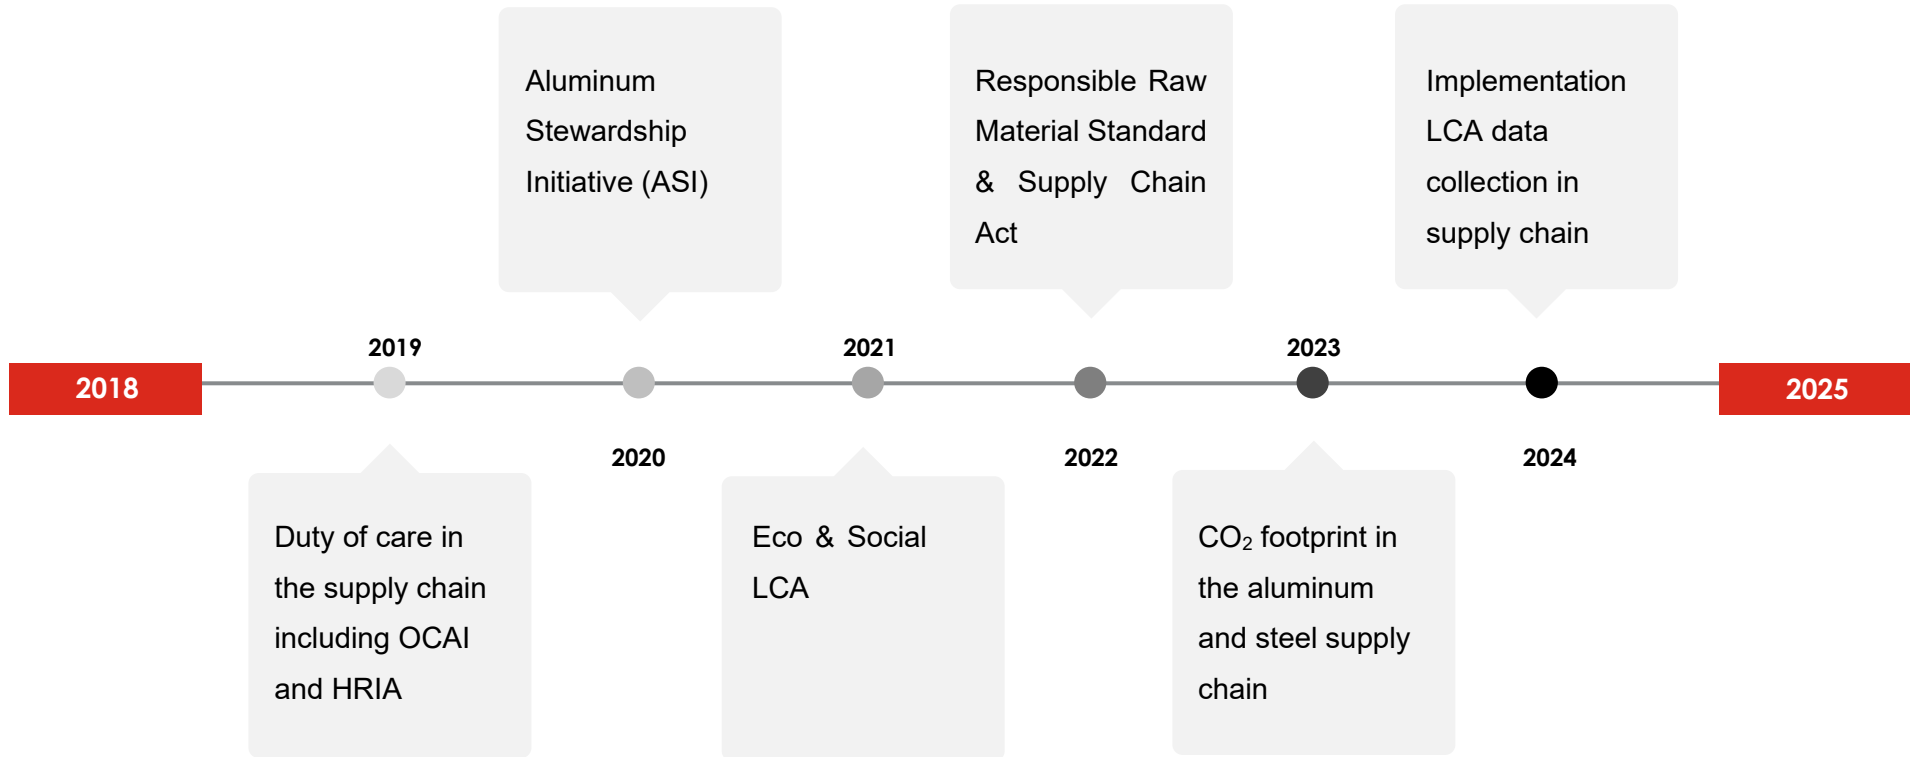 Aluminum
Stewardship
Initiative (ASI)
Responsible Raw
Material Standard
& Supply Chain
Act
Implementation
LCA data
collection in
supply chain
2019
2021
2023
2018
2025
2020
2022
2024
Duty of care in
the supply chain
including OCAI
and HRIA
Eco & Social
LCA
CO₂ footprint in
the aluminum
and steel supply
chain